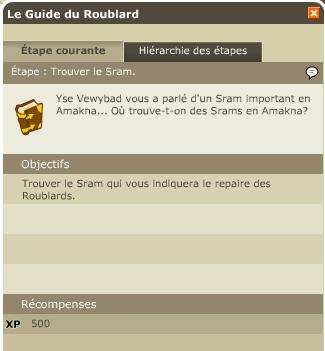 Le Guide du Roublard
Étape courante
Hiérarchie des étapes
Étape : Trouver le Sram.
Yse Vewybad vous a parlé d'un Sram important en
Amakna... Où trouve-t-on des Srams en Amakna?
Objectifs
Trouver le Sram qui vous indiquera le repaire des
Roublards.
Récompenses
XP 500